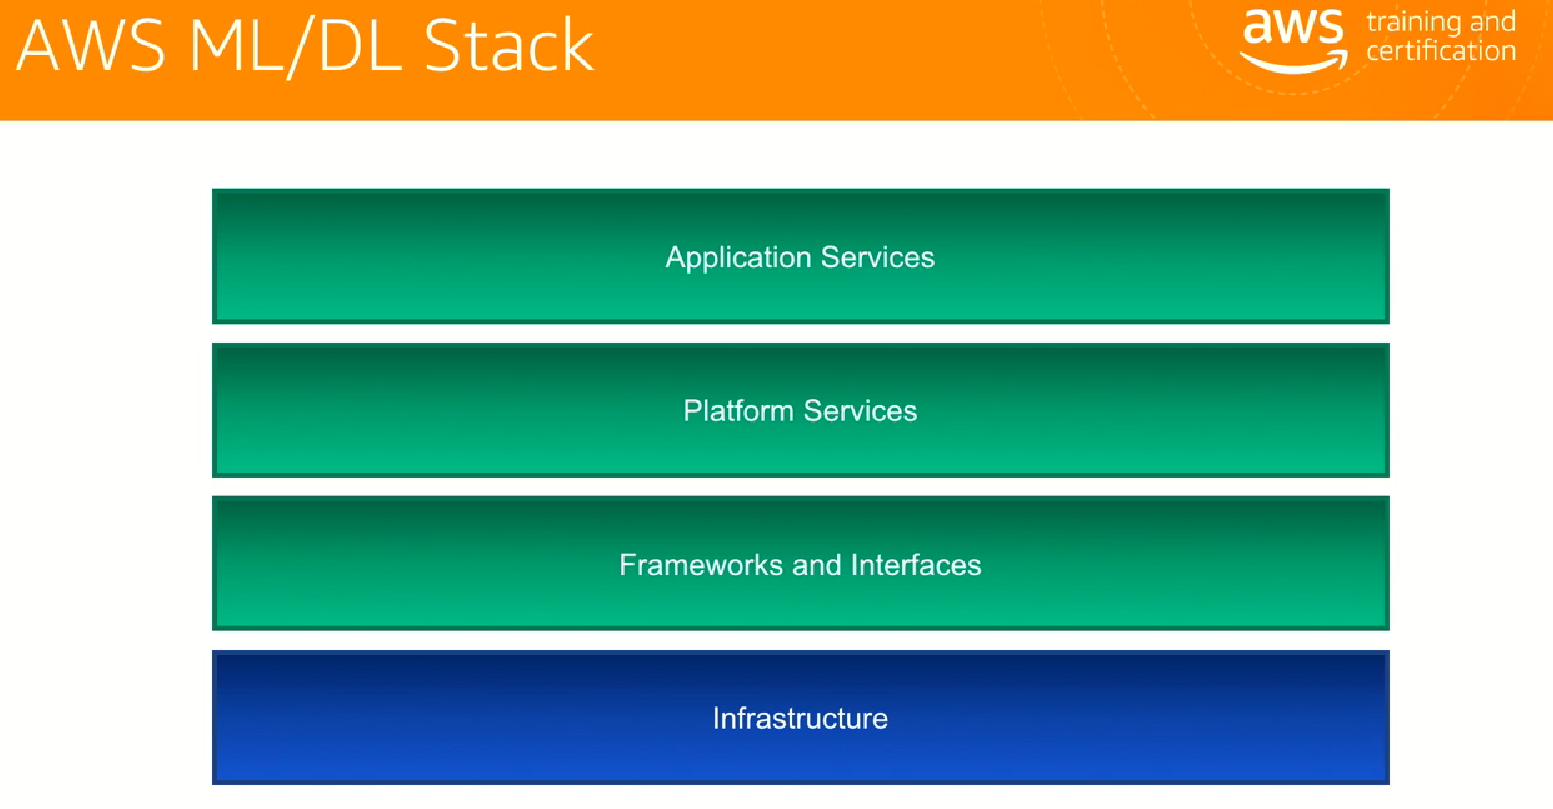 AWS ML/DL Stack
aws
training and
certification
Application Services
Platform Services
Frameworks and Interfaces
Infrastructure